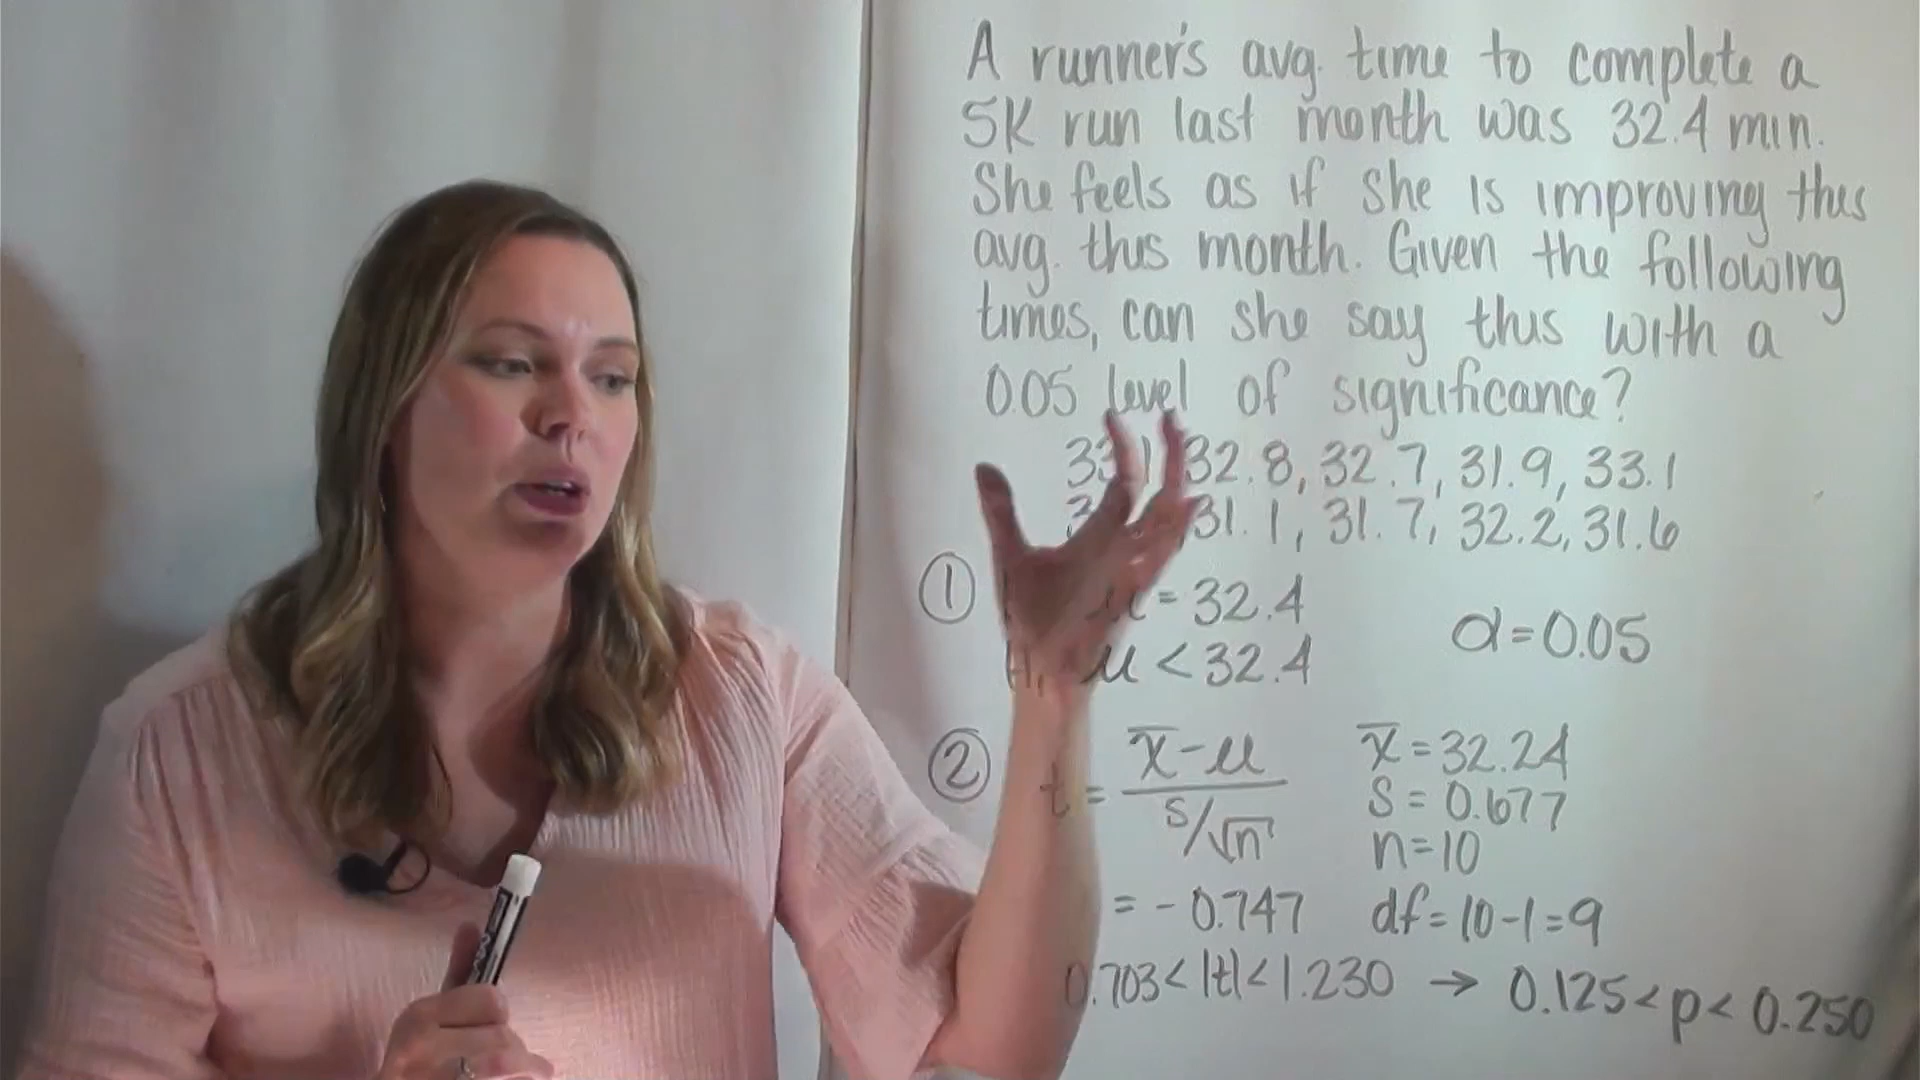 A runner's avg. time to complete a
5K run last month was 32.4 min.
She feels as if she is improving this
avg. this month. Given the following
times, can she say this with a
0.05 level of significance?
32.8, 32.7, 31.9, 33.1
31.1, 31.7, 32.2, 31.6
① μ = 32.4
α = 0.05
μ < 32.4
② t = x̄ - μ / s/√n
x̄ = 32.24
s = 0.677
n = 10
= -0.747
df = 10-1 = 9
0.703 < |t| < 1.230 → 0.125 < p < 0.250